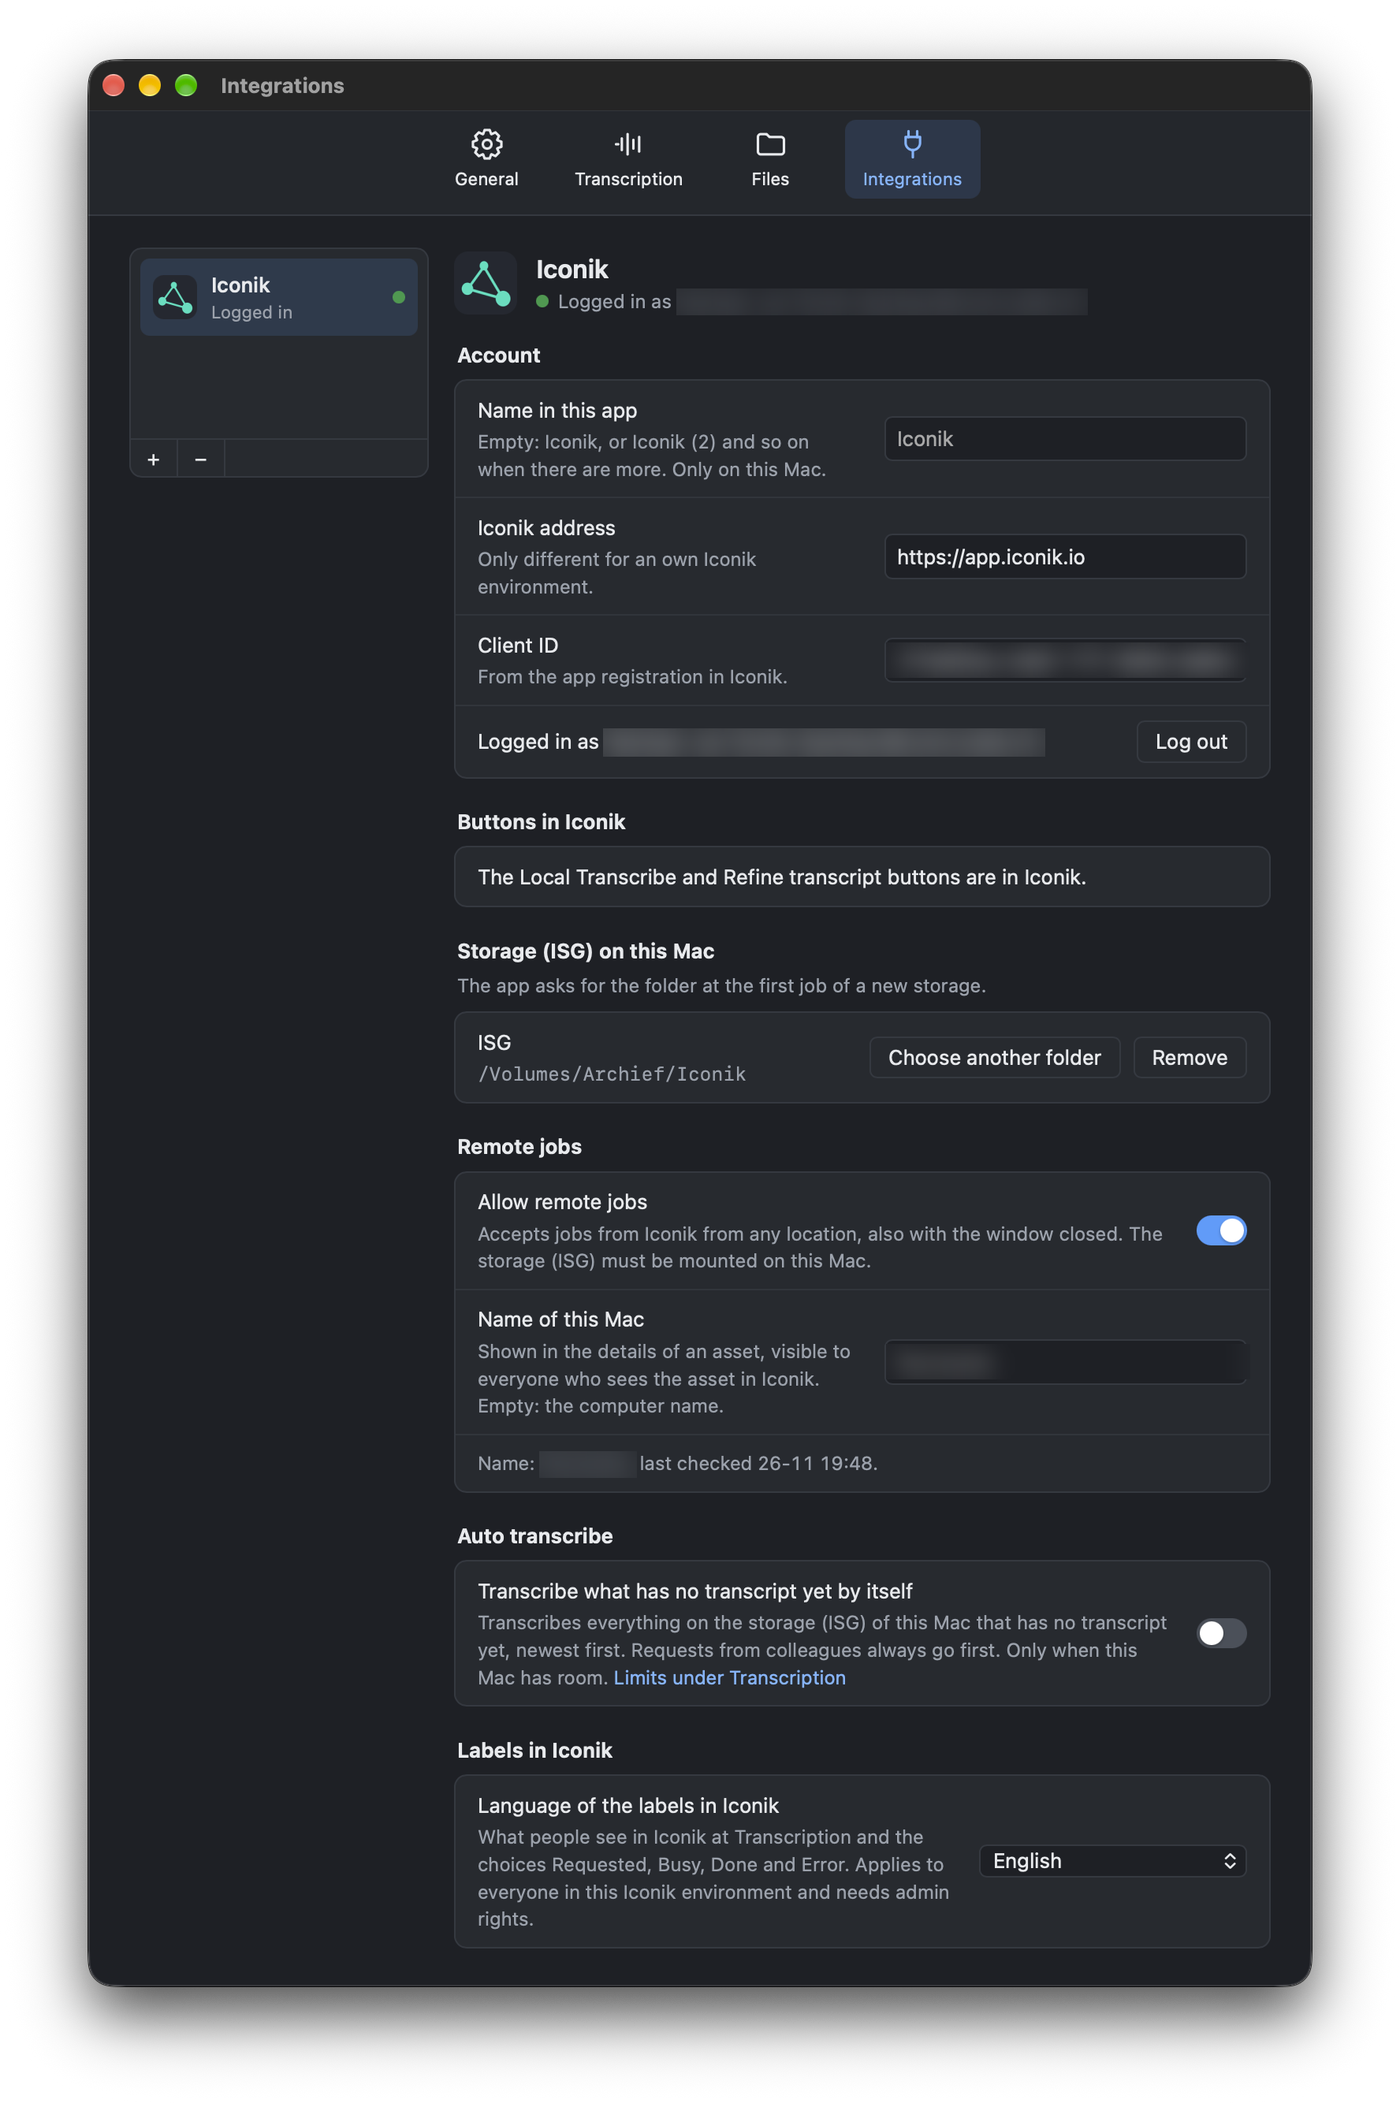 Integrations
General
Transcription
Files
Integrations
Iconik
Logged in
+
−
Iconik
Logged in as
Account
Name in this app
Empty: Iconik, or Iconik (2) and so on
when there are more. Only on this Mac.
Iconik
Iconik address
Only different for an own Iconik
environment.
https://app.iconik.io
Client ID
From the app registration in Iconik.
Logged in as
Log out
Buttons in Iconik
The Local Transcribe and Refine transcript buttons are in Iconik.
Storage (ISG) on this Mac
The app asks for the folder at the first job of a new storage.
ISG
/Volumes/Archief/Iconik
Choose another folder
Remove
Remote jobs
Allow remote jobs
Accepts jobs from Iconik from any location, also with the window closed. The
storage (ISG) must be mounted on this Mac.
Name of this Mac
Shown in the details of an asset, visible to
everyone who sees the asset in Iconik.
Empty: the computer name.
Name: last checked 26-11 19:48.
Auto transcribe
Transcribe what has no transcript yet by itself
Transcribes everything on the storage (ISG) of this Mac that has no transcript
yet, newest first. Requests from colleagues always go first. Only when this
Mac has room. Limits under Transcription
Labels in Iconik
Language of the labels in Iconik
What people see in Iconik at Transcription and the
choices Requested, Busy, Done and Error. Applies to
everyone in this Iconik environment and needs admin
rights.
English